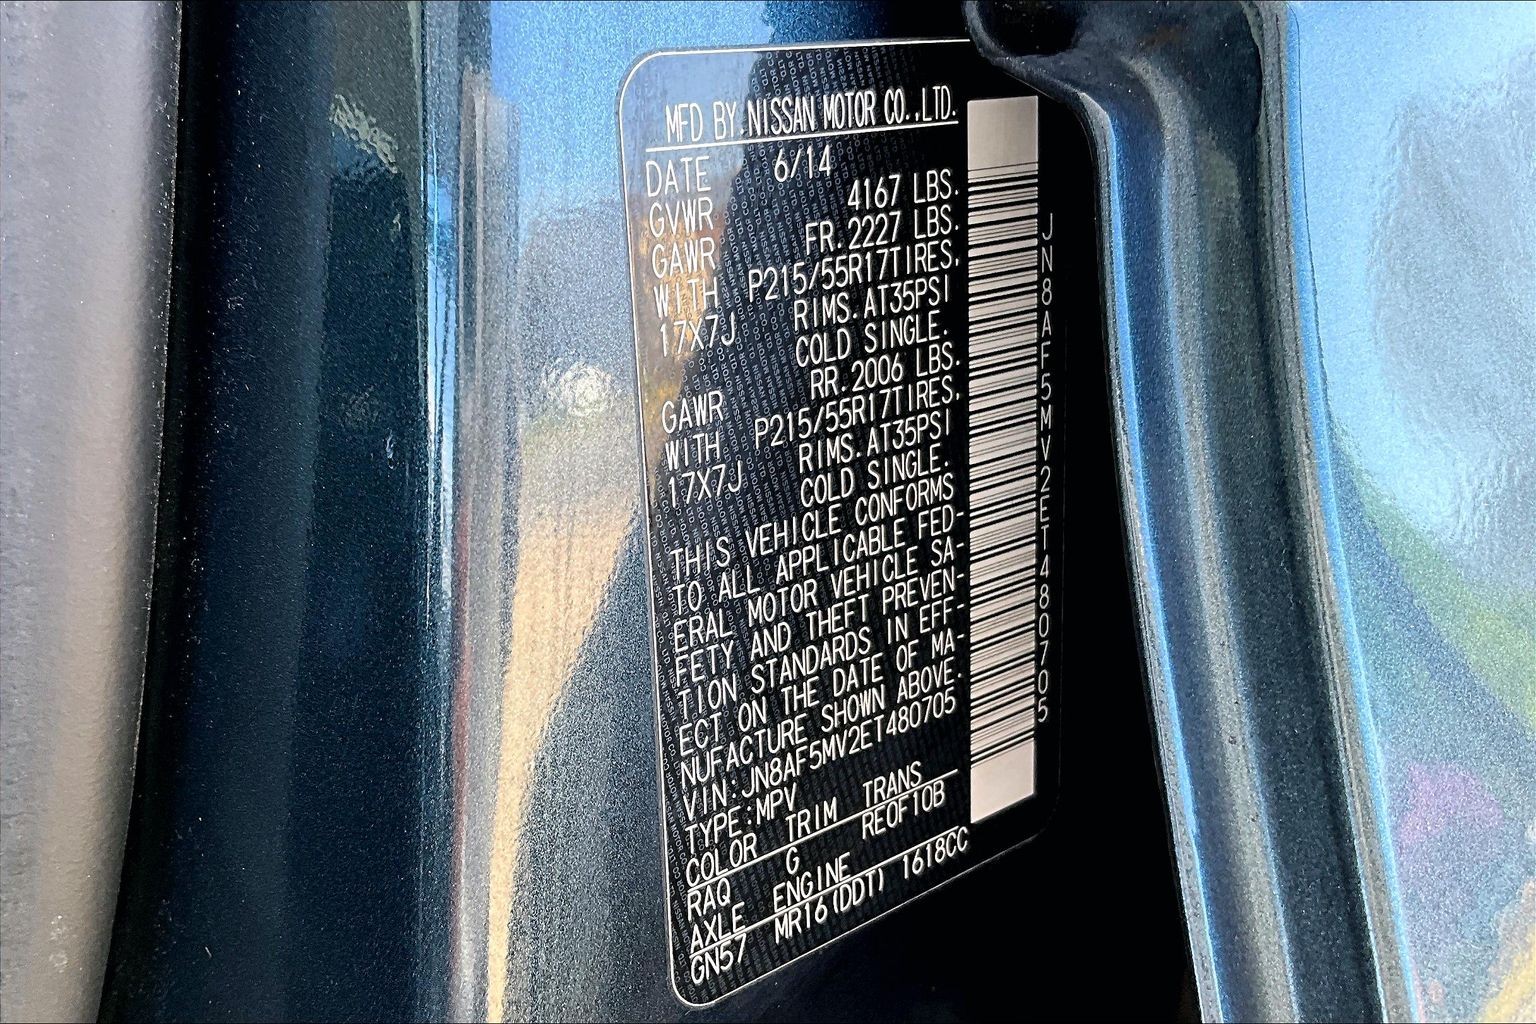 MFD BY.NISSAN MOTOR CO.,LTD.
DATE 6/14
GVWR 4167 LBS.
GAWR FR. 2227 LBS.
WITH P215/55R17TIRES,
17X7J RIMS.AT35PSI
COLD SINGLE.
GAWR RR. 2006 LBS.
WITH P215/55R17TIRES,
17X7J RIMS.AT35PSI
COLD SINGLE.
THIS VEHICLE CONFORMS
TO ALL APPLICABLE FED-
ERAL MOTOR VEHICLE SA-
FETY AND THEFT PREVEN-
TION STANDARDS IN EFF-
ECT ON THE DATE OF MA-
NUFACTURE SHOWN ABOVE.
VIN:JN8AF5MV2ET480705
TYPE:MPV
COLOR TRIM TRANS
RAQ G RE0F10B
AXLE ENGINE
GN57 MR16(DDT) 1618CC
JN8AF5MV2ET480705